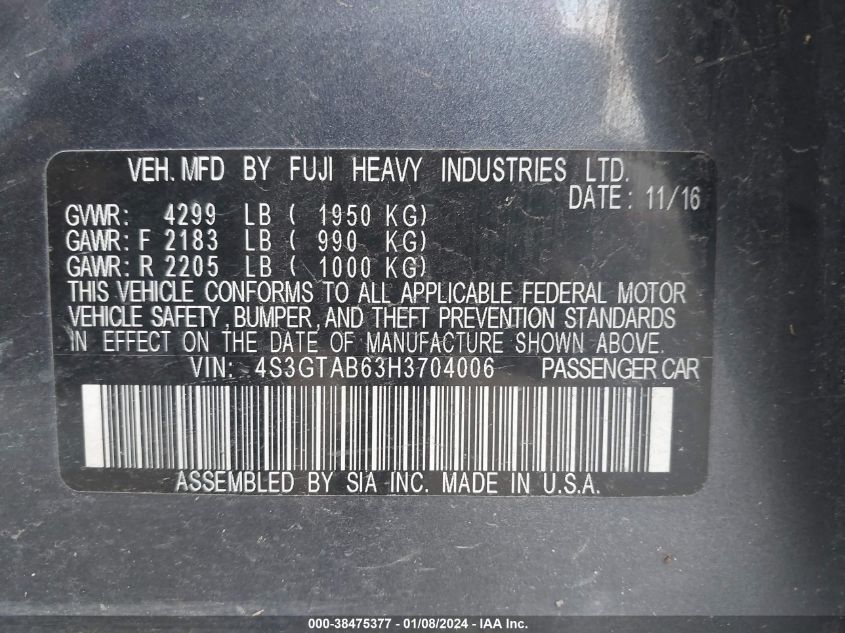 VEH. MFD BY FUJI HEAVY INDUSTRIES LTD.
DATE: 11/16
GVWR: 4299 LB ( 1950 KG)
GAWR: F 2183 LB ( 990 KG)
GAWR: R 2205 LB ( 1000 KG)
THIS VEHICLE CONFORMS TO ALL APPLICABLE FEDERAL MOTOR
VEHICLE SAFETY, BUMPER, AND THEFT PREVENTION STANDARDS
IN EFFECT ON THE DATE OF MANUFACTURE SHOWN ABOVE.
VIN: 4S3GTAB63H3704006 PASSENGER CAR
ASSEMBLED BY SIA INC. MADE IN U.S.A.
000-38475377 - 01/08/2024 - IAA Inc.